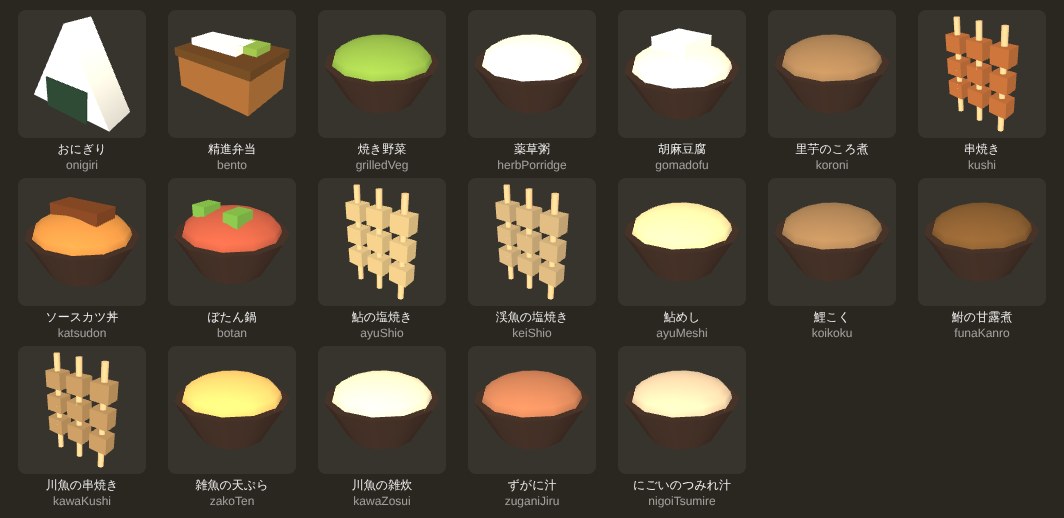 おにぎり
onigiri
精進弁当
bento
焼き野菜
grilledVeg
薬草粥
herbPorridge
胡麻豆腐
gomadofu
里芋のころ煮
koroni
串焼き
kushi
ソースカツ丼
katsudon
ぼたん鍋
botan
鮎の塩焼き
ayuShio
渓魚の塩焼き
keiShio
鮎めし
ayuMeshi
鯉こく
koikoku
鮒の甘露煮
funaKanro
川魚の串焼き
kawaKushi
雑魚の天ぷら
zakoTen
川魚の雑炊
kawaZosui
ずがに汁
zuganiJiru
にごいのつみれ汁
nigoiTsumire